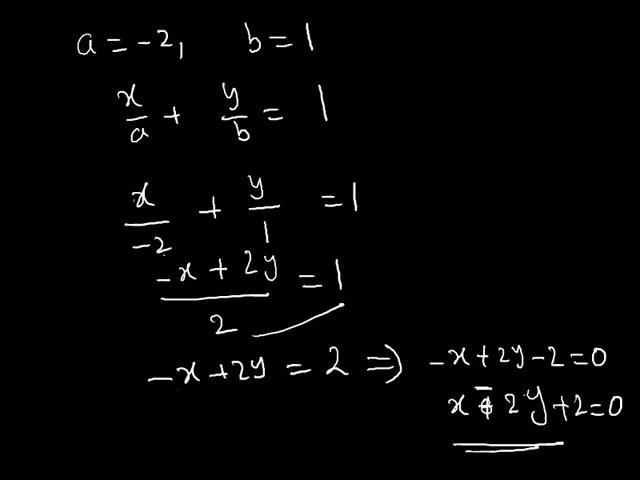 a = -2, b = 1
x/a + y/b = 1
x/-2 + y/1 = 1
(-x + 2y)/2 = 1
-x + 2y = 2 ⇒ -x + 2y - 2 = 0
x - 2y + 2 = 0